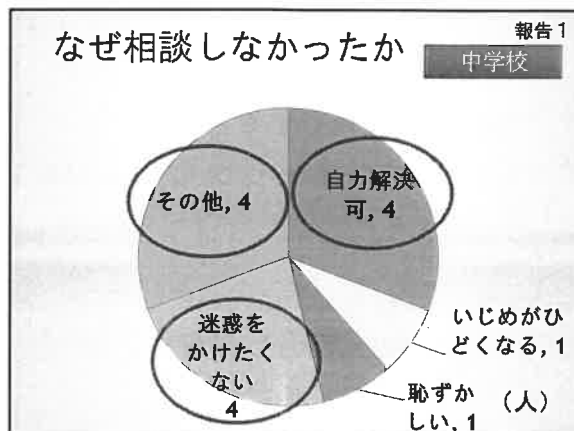 報告1
なぜ相談しなかったか
中学校
その他, 4
自力解決
可, 4
迷惑を
かけたく
ない
4
いじめがひ
どくなる, 1
恥ずか
しい, 1
(人)